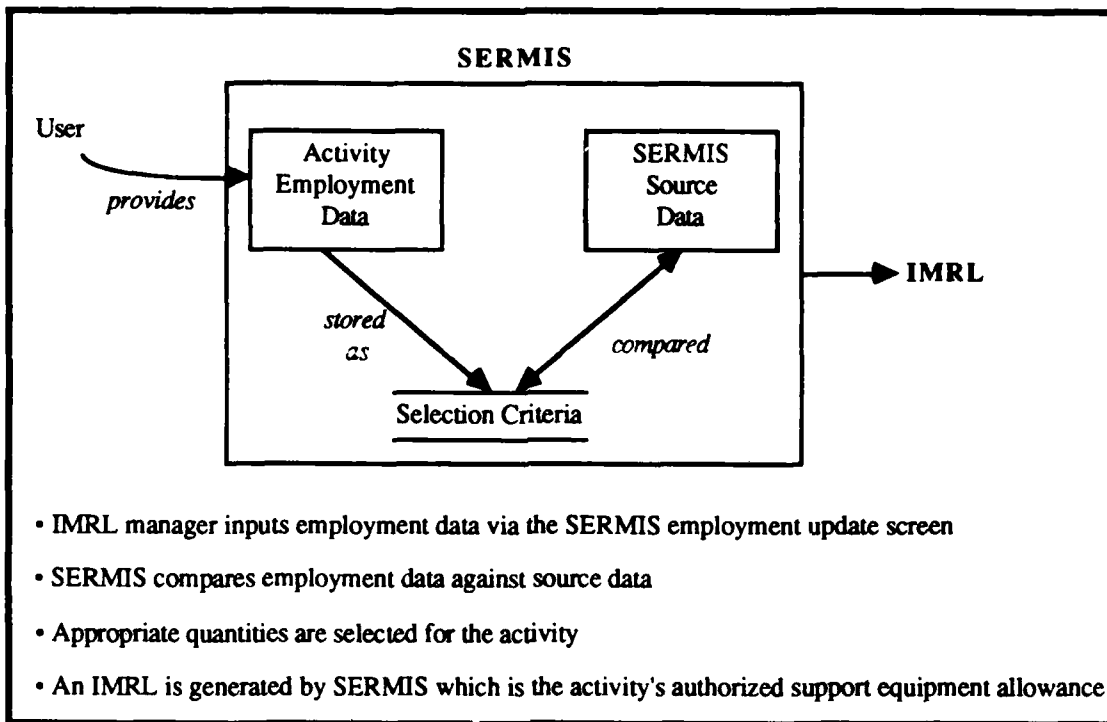 SERMIS
User
provides
Activity
Employment
Data
SERMIS
Source
Data
IMRL
stored
as
compared
Selection Criteria
• IMRL manager inputs employment data via the SERMIS employment update screen
• SERMIS compares employment data against source data
• Appropriate quantities are selected for the activity
• An IMRL is generated by SERMIS which is the activity's authorized support equipment allowance